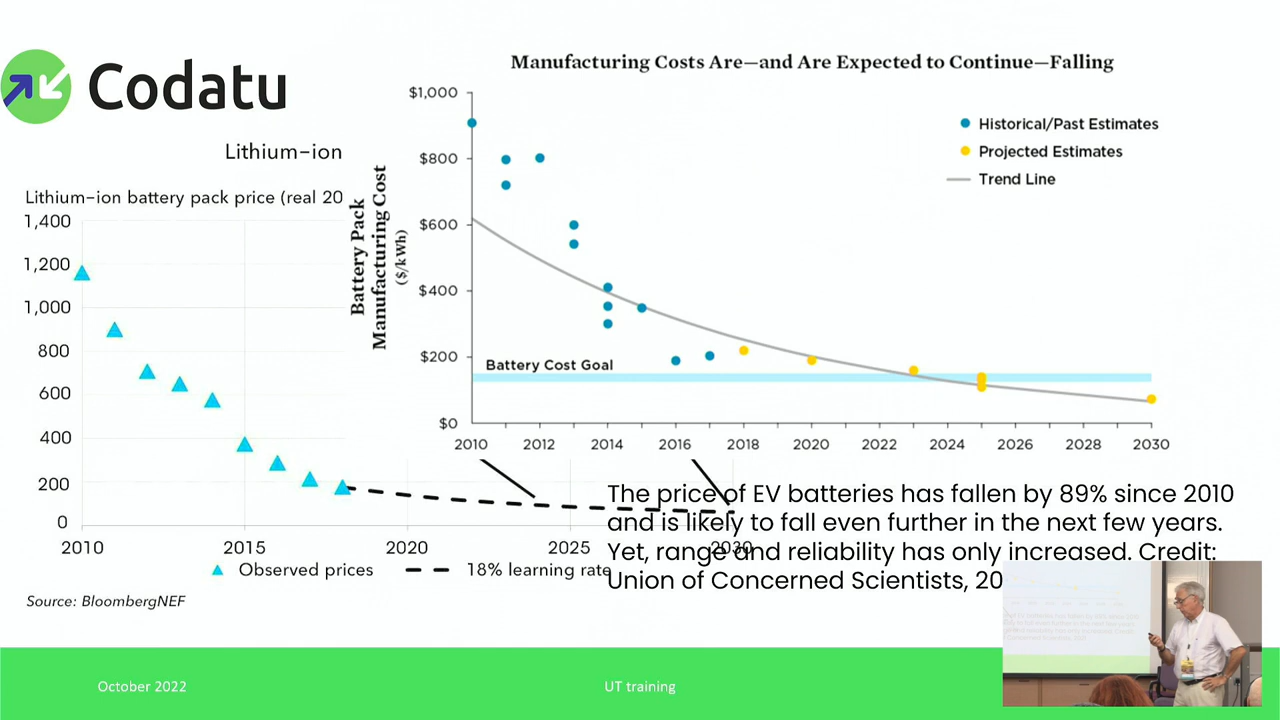 Codatu
Lithium-ion
Lithium-ion battery pack price (real 20
1,400
1,200
1,000
800
600
400
200
0
2010
2015
2020
2025
2030
Observed prices
18% learning rate
Source: BloombergNEF
Manufacturing Costs Are—and Are Expected to Continue—Falling
Battery Pack
Manufacturing Cost
($/kWh)
$1,000
$800
$600
$400
$200
$0
Historical/Past Estimates
Projected Estimates
Trend Line
Battery Cost Goal
2010
2012
2014
2016
2018
2020
2022
2024
2026
2028
2030
The price of EV batteries has fallen by 89% since 2010
and is likely to fall even further in the next few years.
Yet, range and reliability has only increased. Credit:
Union of Concerned Scientists, 20
October 2022
UT training